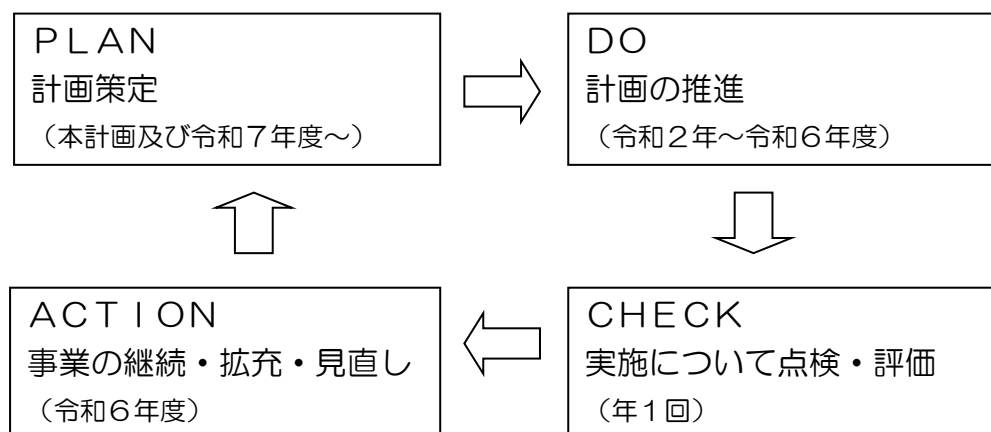 ＰＬＡＮ
計画策定
（本計画及び令和７年度～）
ＤＯ
計画の推進
（令和２年～令和６年度）
ＡＣＴＩＯＮ
事業の継続・拡充・見直し
（令和６年度）
ＣＨＥＣＫ
実施について点検・評価
（年１回）